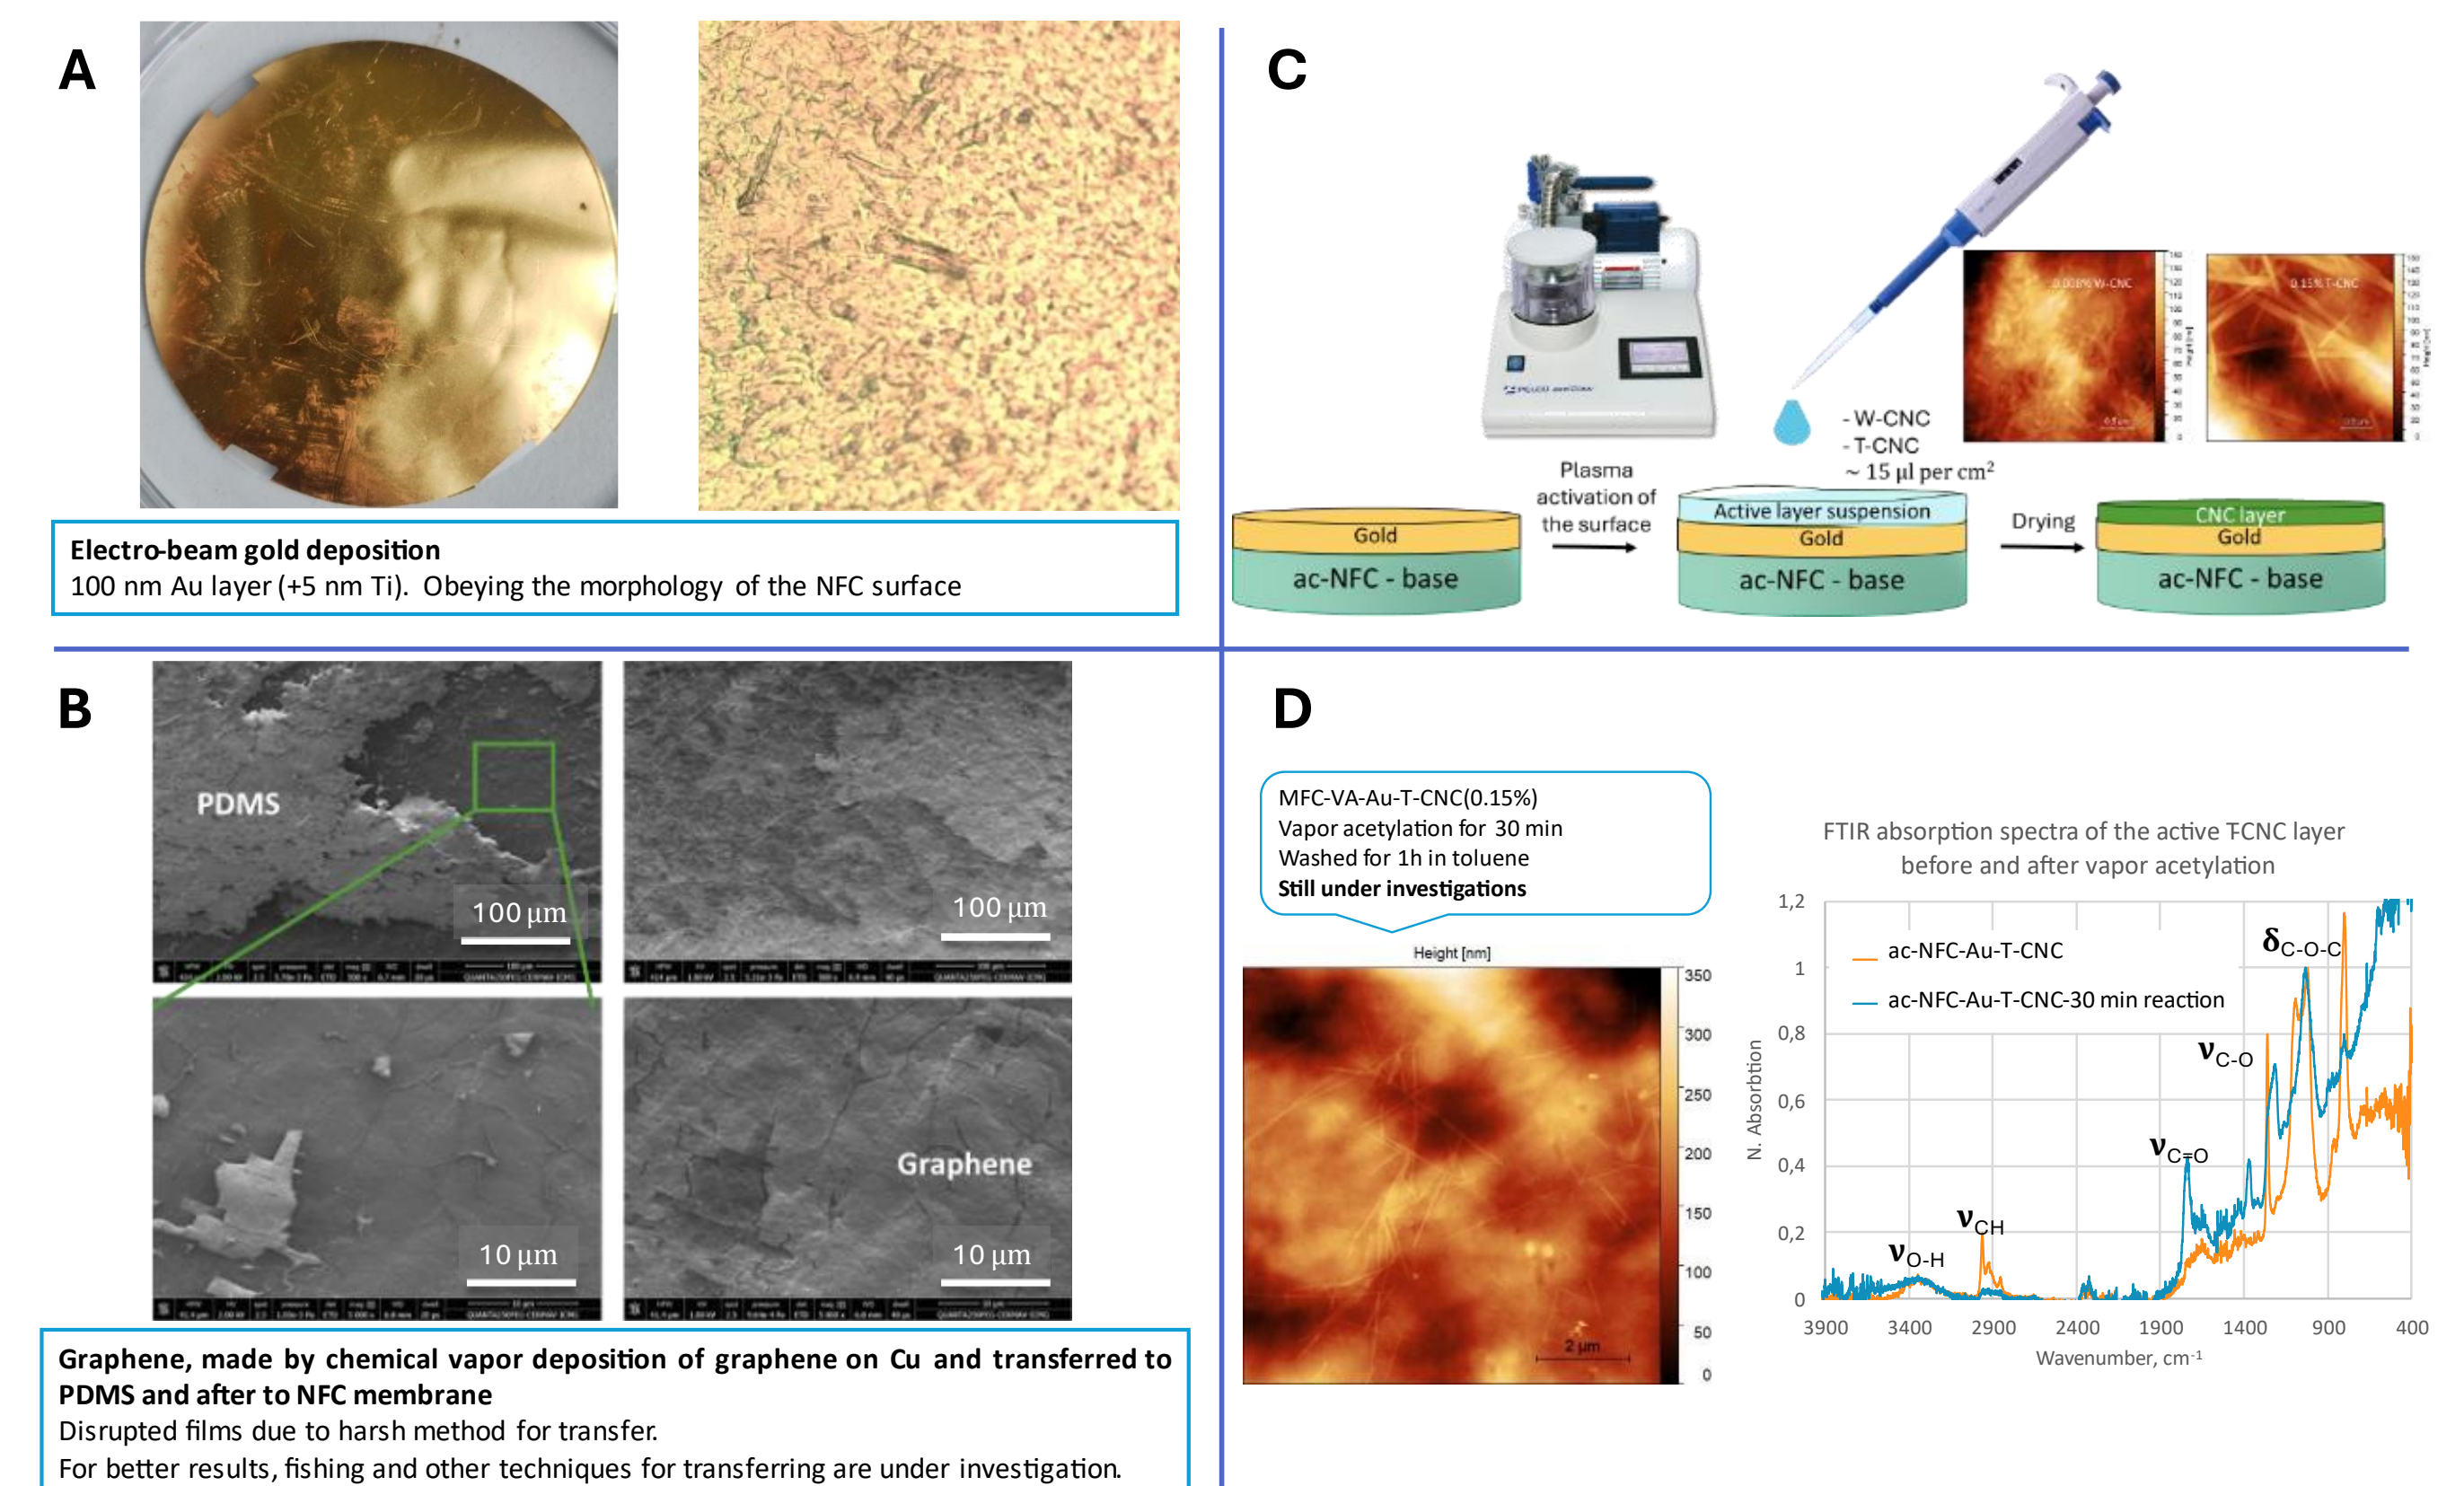 A
Electro-beam gold deposition
100 nm Au layer (+5 nm Ti). Obeying the morphology of the NFC surface
C
0.008% W-CNC
0.15% T-CNC
- W-CNC
- T-CNC
~ 15 µl per cm²
Plasma
activation of
the surface
Gold
ac-NFC - base
Active layer suspension
Gold
ac-NFC - base
Drying
CNC layer
Gold
ac-NFC - base
B
PDMS
100 µm
100 µm
10 µm
Graphene
10 µm
Graphene, made by chemical vapor deposition of graphene on Cu and transferred to
PDMS and after to NFC membrane
Disrupted films due to harsh method for transfer.
For better results, fishing and other techniques for transferring are under investigation.
D
MFC-VA-Au-T-CNC(0.15%)
Vapor acetylation for 30 min
Washed for 1h in toluene
Still under investigations
Height [nm]
350
300
250
200
150
100
50
0
2 µm
FTIR absorption spectra of the active T-CNC layer
before and after vapor acetylation
1,2
1
0,8
0,6
0,4
0,2
0
N. Absorbtion
ac-NFC-Au-T-CNC
ac-NFC-Au-T-CNC-30 min reaction
δC-O-C
νC-O
νC=O
νCH
νO-H
3900 3400 2900 2400 1900 1400 900 400
Wavenumber, cm-1